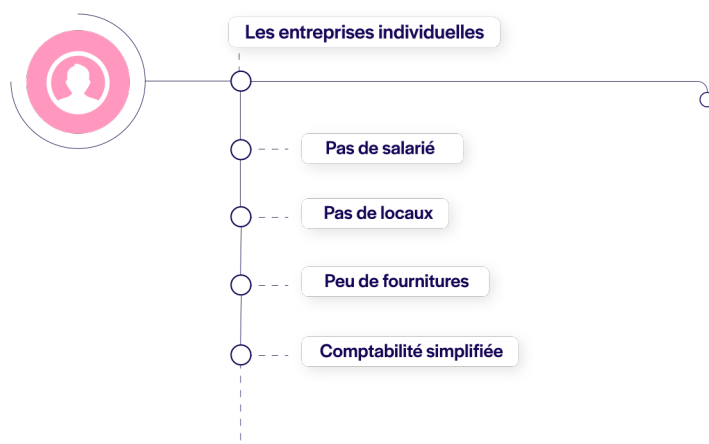 Les entreprises individuelles
Pas de salarié
Pas de locaux
Peu de fournitures
Comptabilité simplifiée